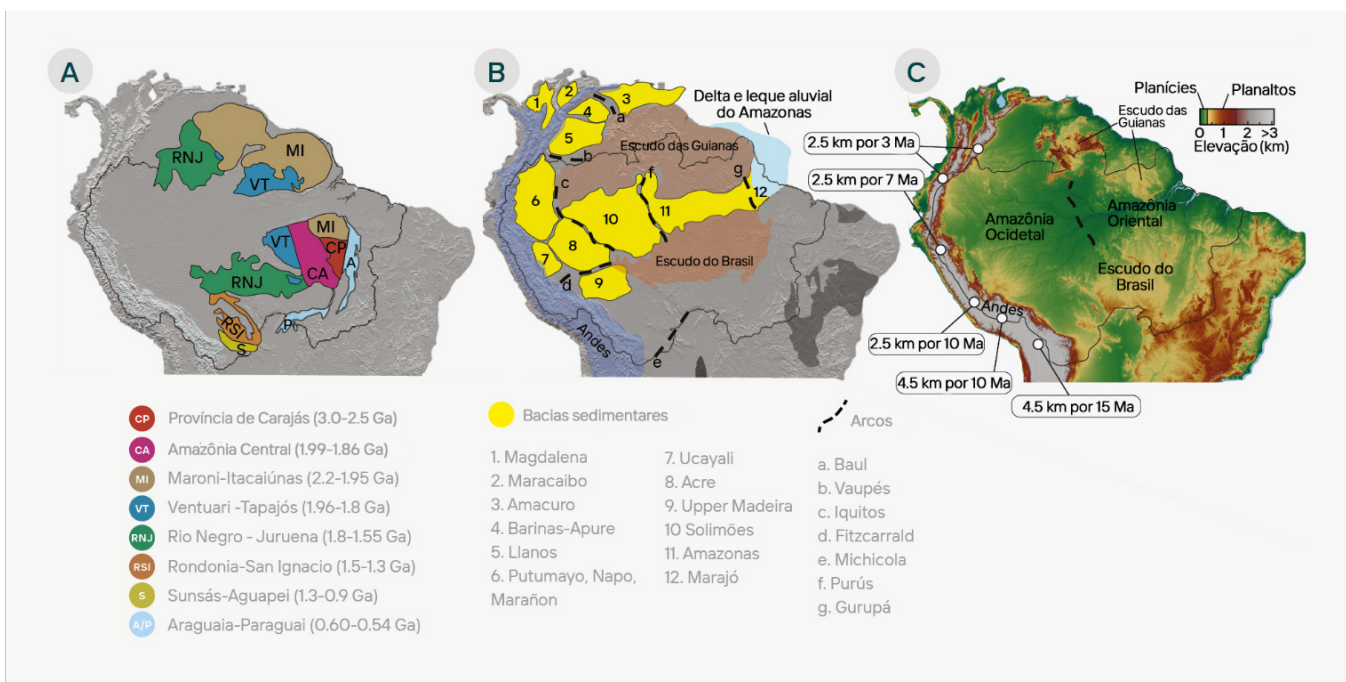 A
RNJ
MI
VT
VT
MI
CP
CA
A
RNJ
RSI
P
S
CP Província de Carajás (3.0-2.5 Ga)
CA Amazônia Central (1.99-1.86 Ga)
MI Maroni-Itacaiúnas (2.2-1.95 Ga)
VT Ventuari -Tapajós (1.96-1.8 Ga)
RNJ Rio Negro - Juruena (1.8-1.55 Ga)
RSI Rondonia-San Ignacio (1.5-1.3 Ga)
S Sunsás-Aguapei (1.3-0.9 Ga)
A/P Araguaia-Paraguai (0.60-0.54 Ga)
B
Delta e leque aluvial
do Amazonas
1
2
3
4
a
5
b
Escudo das Guianas
c
f
g
6
10
11
12
8
7
d
9
Escudo do Brasil
Andes
e
Bacias sedimentares
1. Magdalena
2. Maracaibo
3. Amacuro
4. Barinas-Apure
5. Llanos
6. Putumayo, Napo,
Marañon
7. Ucayali
8. Acre
9. Upper Madeira
10 Solimões
11. Amazonas
12. Marajó
Arcos
a. Baul
b. Vaupés
c. Iquitos
d. Fitzcarrald
e. Michicola
f. Purús
g. Gurupá
C
Planícies
Planaltos
0 1 2 >3
Elevação (km)
Escudo das
Guianas
2.5 km por 3 Ma
2.5 km por 7 Ma
Amazônia
Ocidetal
Amazônia
Oriental
Escudo do
Brasil
Andes
2.5 km por 10 Ma
4.5 km por 10 Ma
4.5 km por 15 Ma